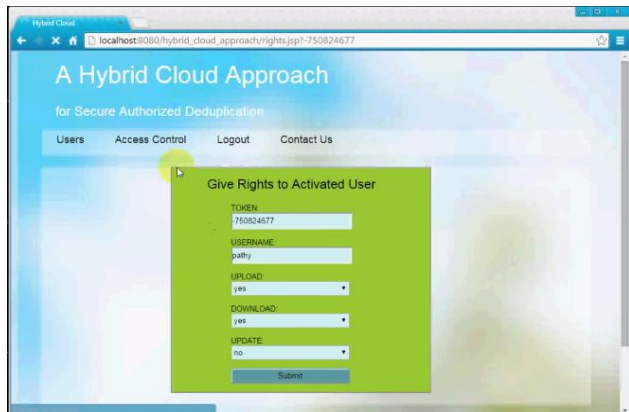 Hybrid Cloud
localhost:8080/hybrid_cloud_approach/rights.jsp?-750824677
A Hybrid Cloud Approach
for Secure Authorized Deduplication
Users Access Control Logout Contact Us
Give Rights to Activated User
TOKEN:
-750824677
USERNAME:
pathy
UPLOAD:
yes
DOWNLOAD:
yes
UPDATE:
no
Submit